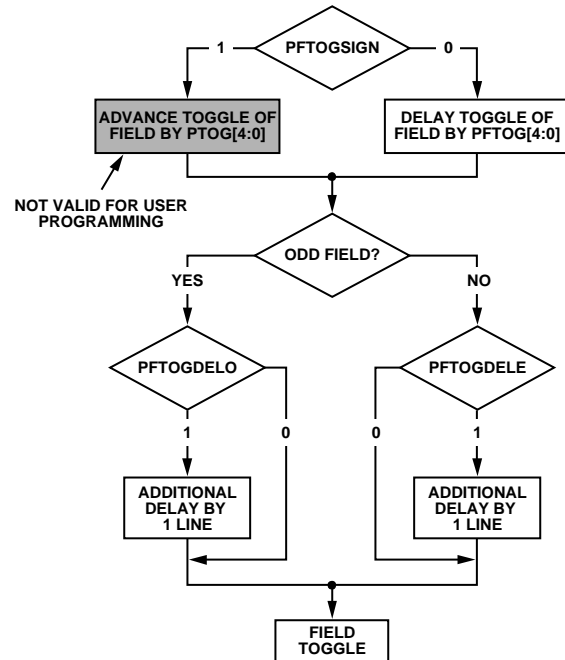 PFTOGSIGN
1
0
ADVANCE TOGGLE OF
FIELD BY PTOG[4:0]
DELAY TOGGLE OF
FIELD BY PFTOG[4:0]
NOT VALID FOR USER
PROGRAMMING
ODD FIELD?
YES
NO
PFTOGDELO
PFTOGDELE
1
0
0
1
ADDITIONAL
DELAY BY
1 LINE
ADDITIONAL
DELAY BY
1 LINE
FIELD
TOGGLE